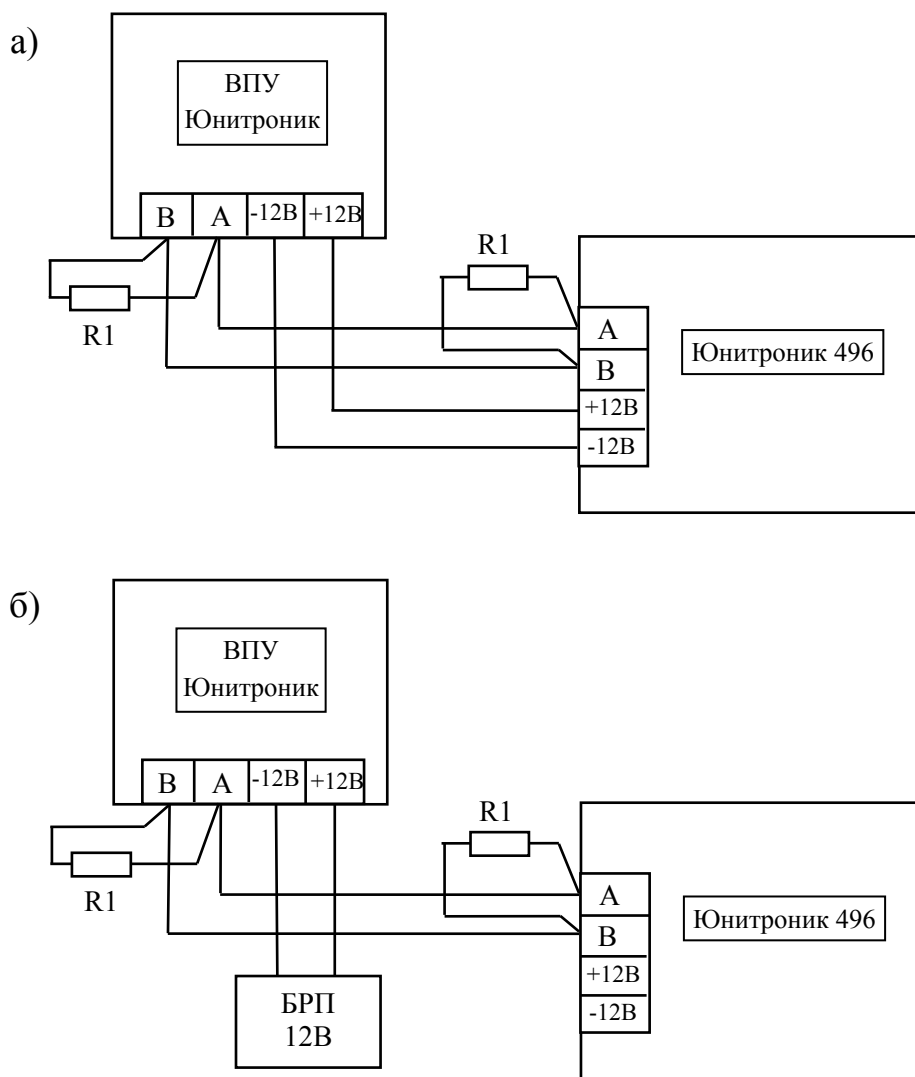 а)
ВПУ
Юнитроник
В
А
-12В
+12В
R1
R1
А
В
+12В
-12В
Юнитроник 496
б)
ВПУ
Юнитроник
В
А
-12В
+12В
R1
R1
А
В
+12В
-12В
Юнитроник 496
БРП
12В